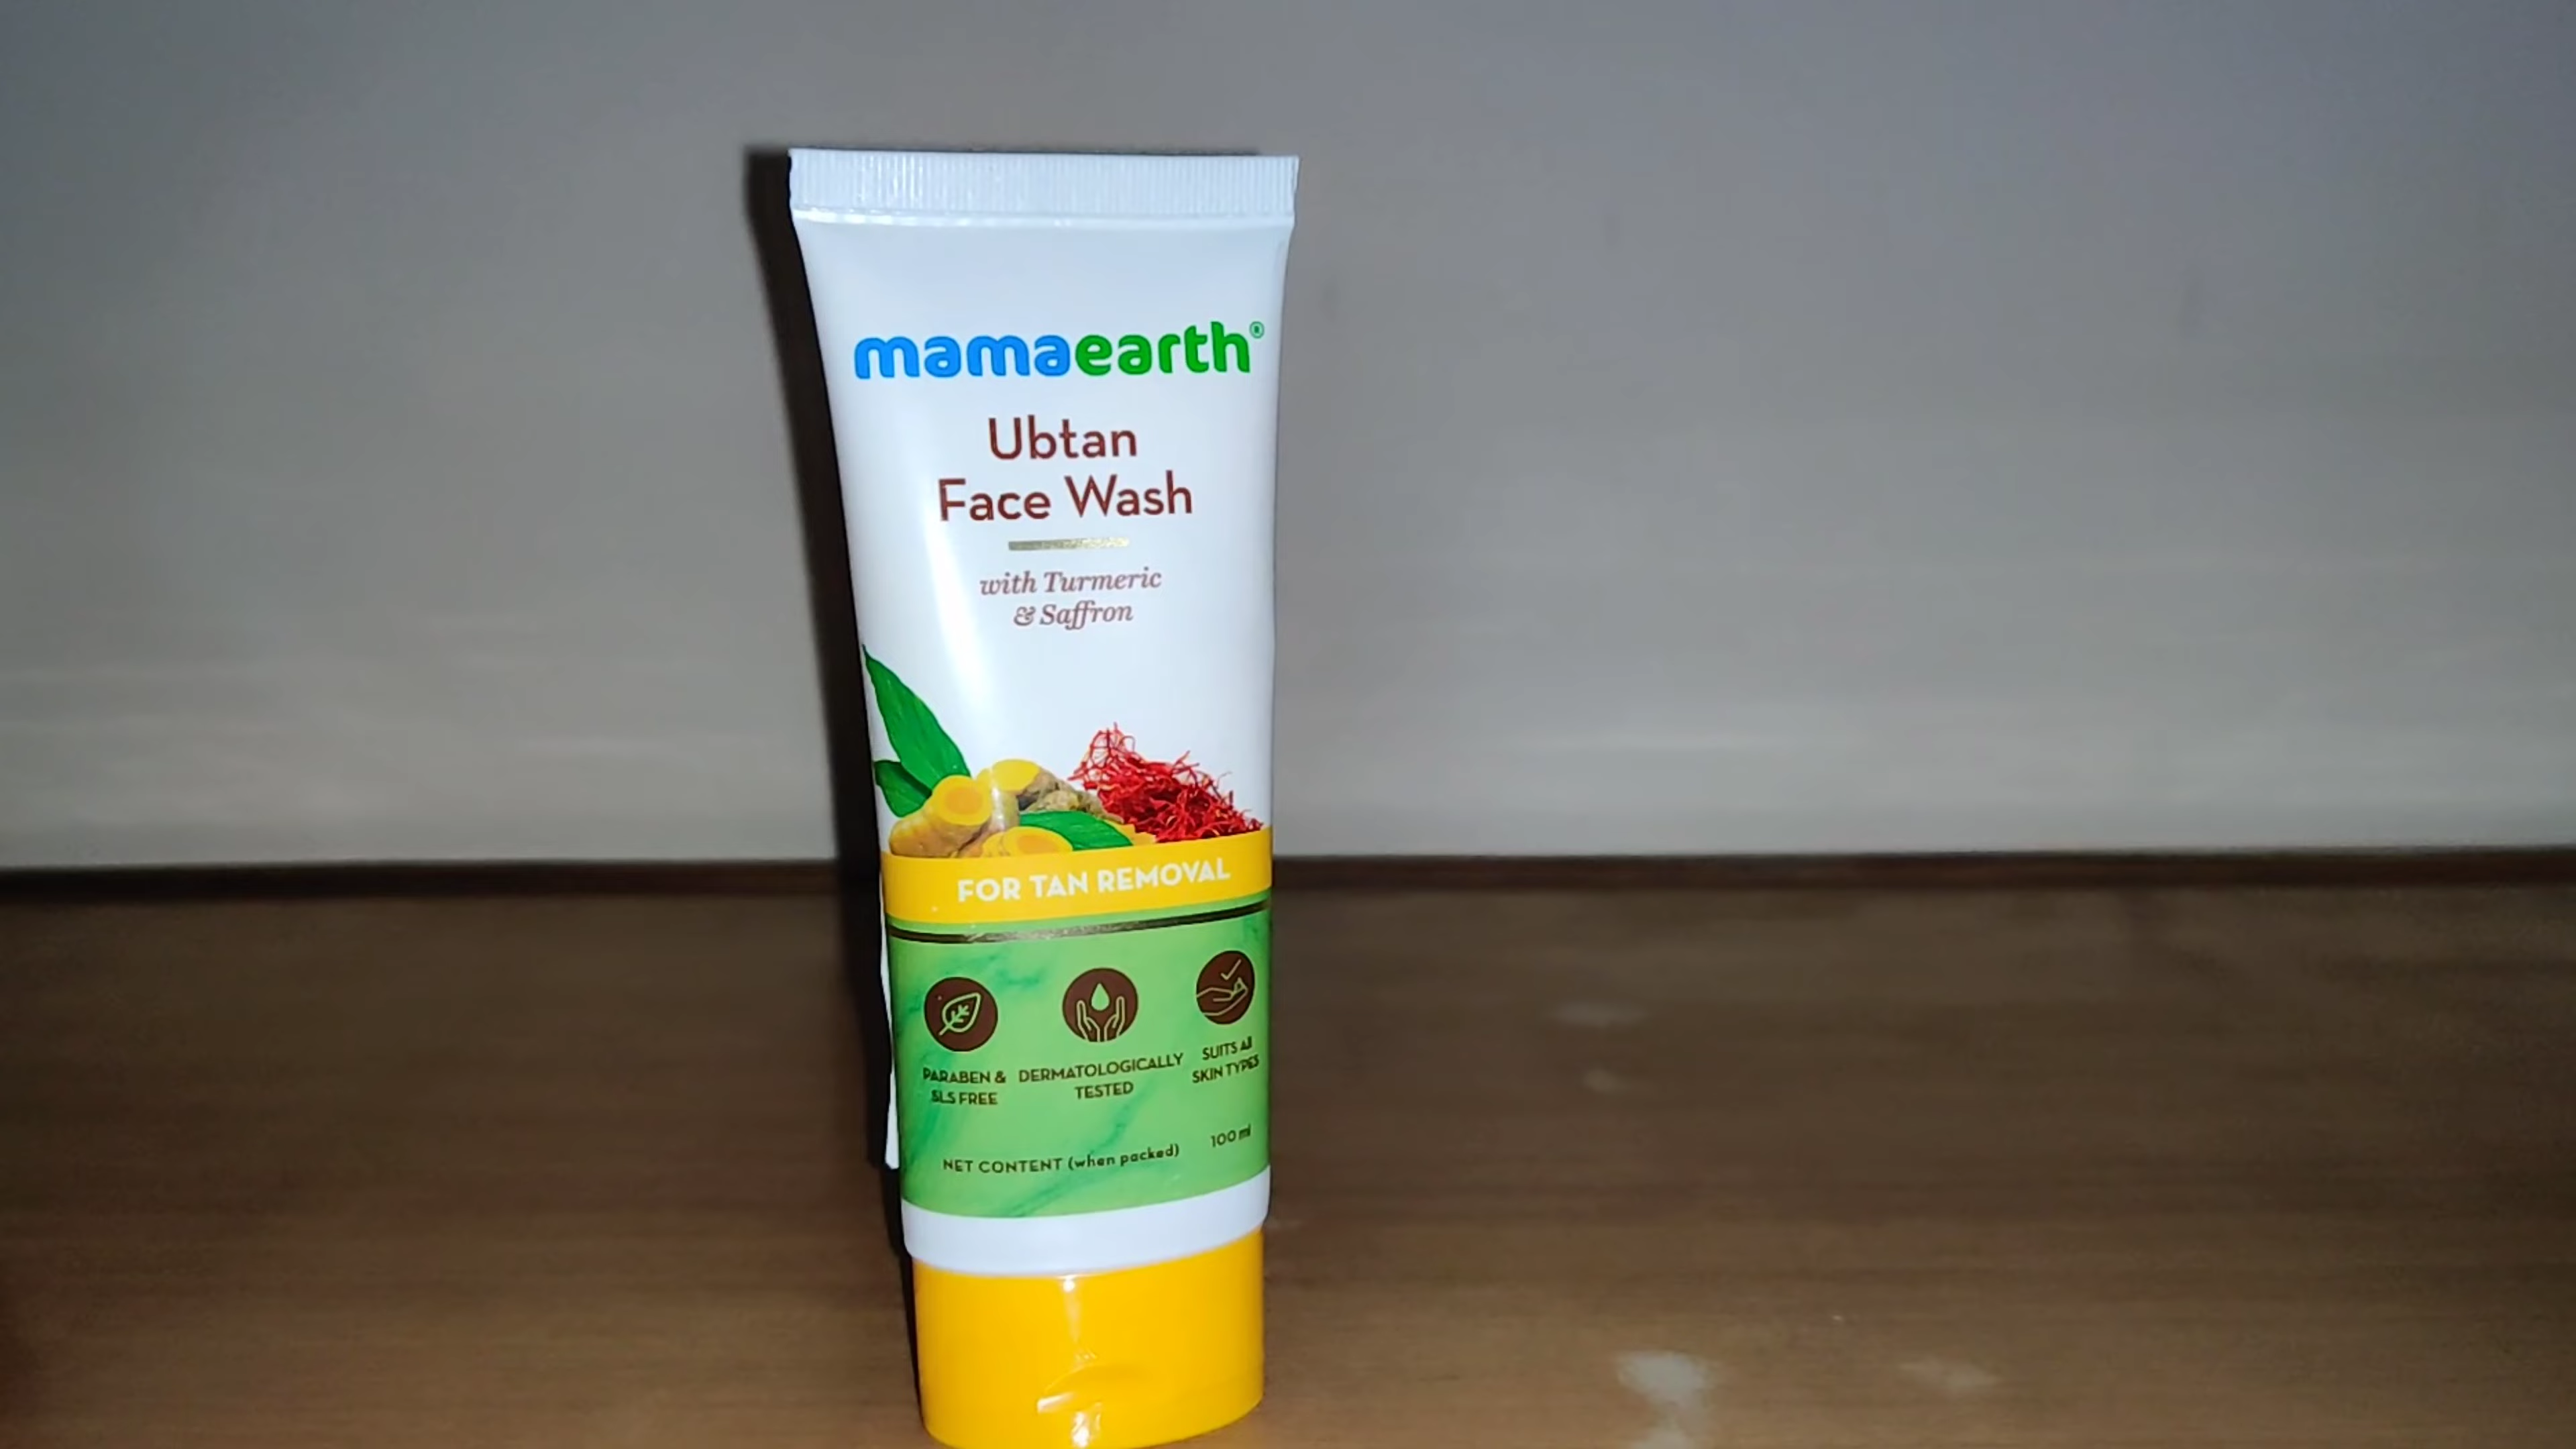 mamaearth®
Ubtan
Face Wash
with Turmeric
& Saffron
FOR TAN REMOVAL
PARABEN &
SLS FREE
DERMATOLOGICALLY
TESTED
SUITS All
SKIN TYPES
NET CONTENT (when packed) 100 ml